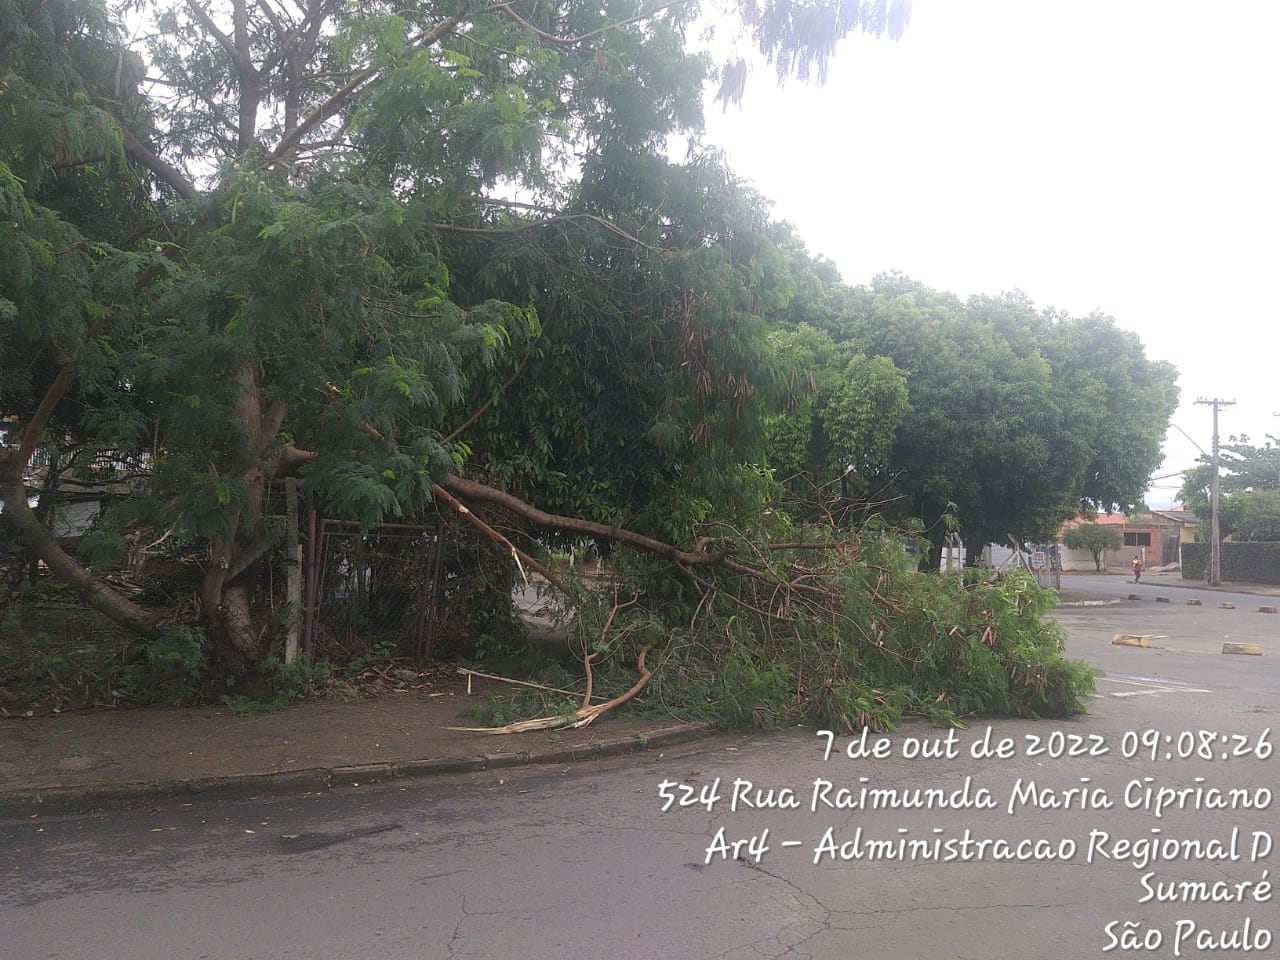 7 de out de 2022 09:08:26
524 Rua Raimunda Maria Cipriano
Ar4 - Administracao Regional D
Sumaré
São Paulo